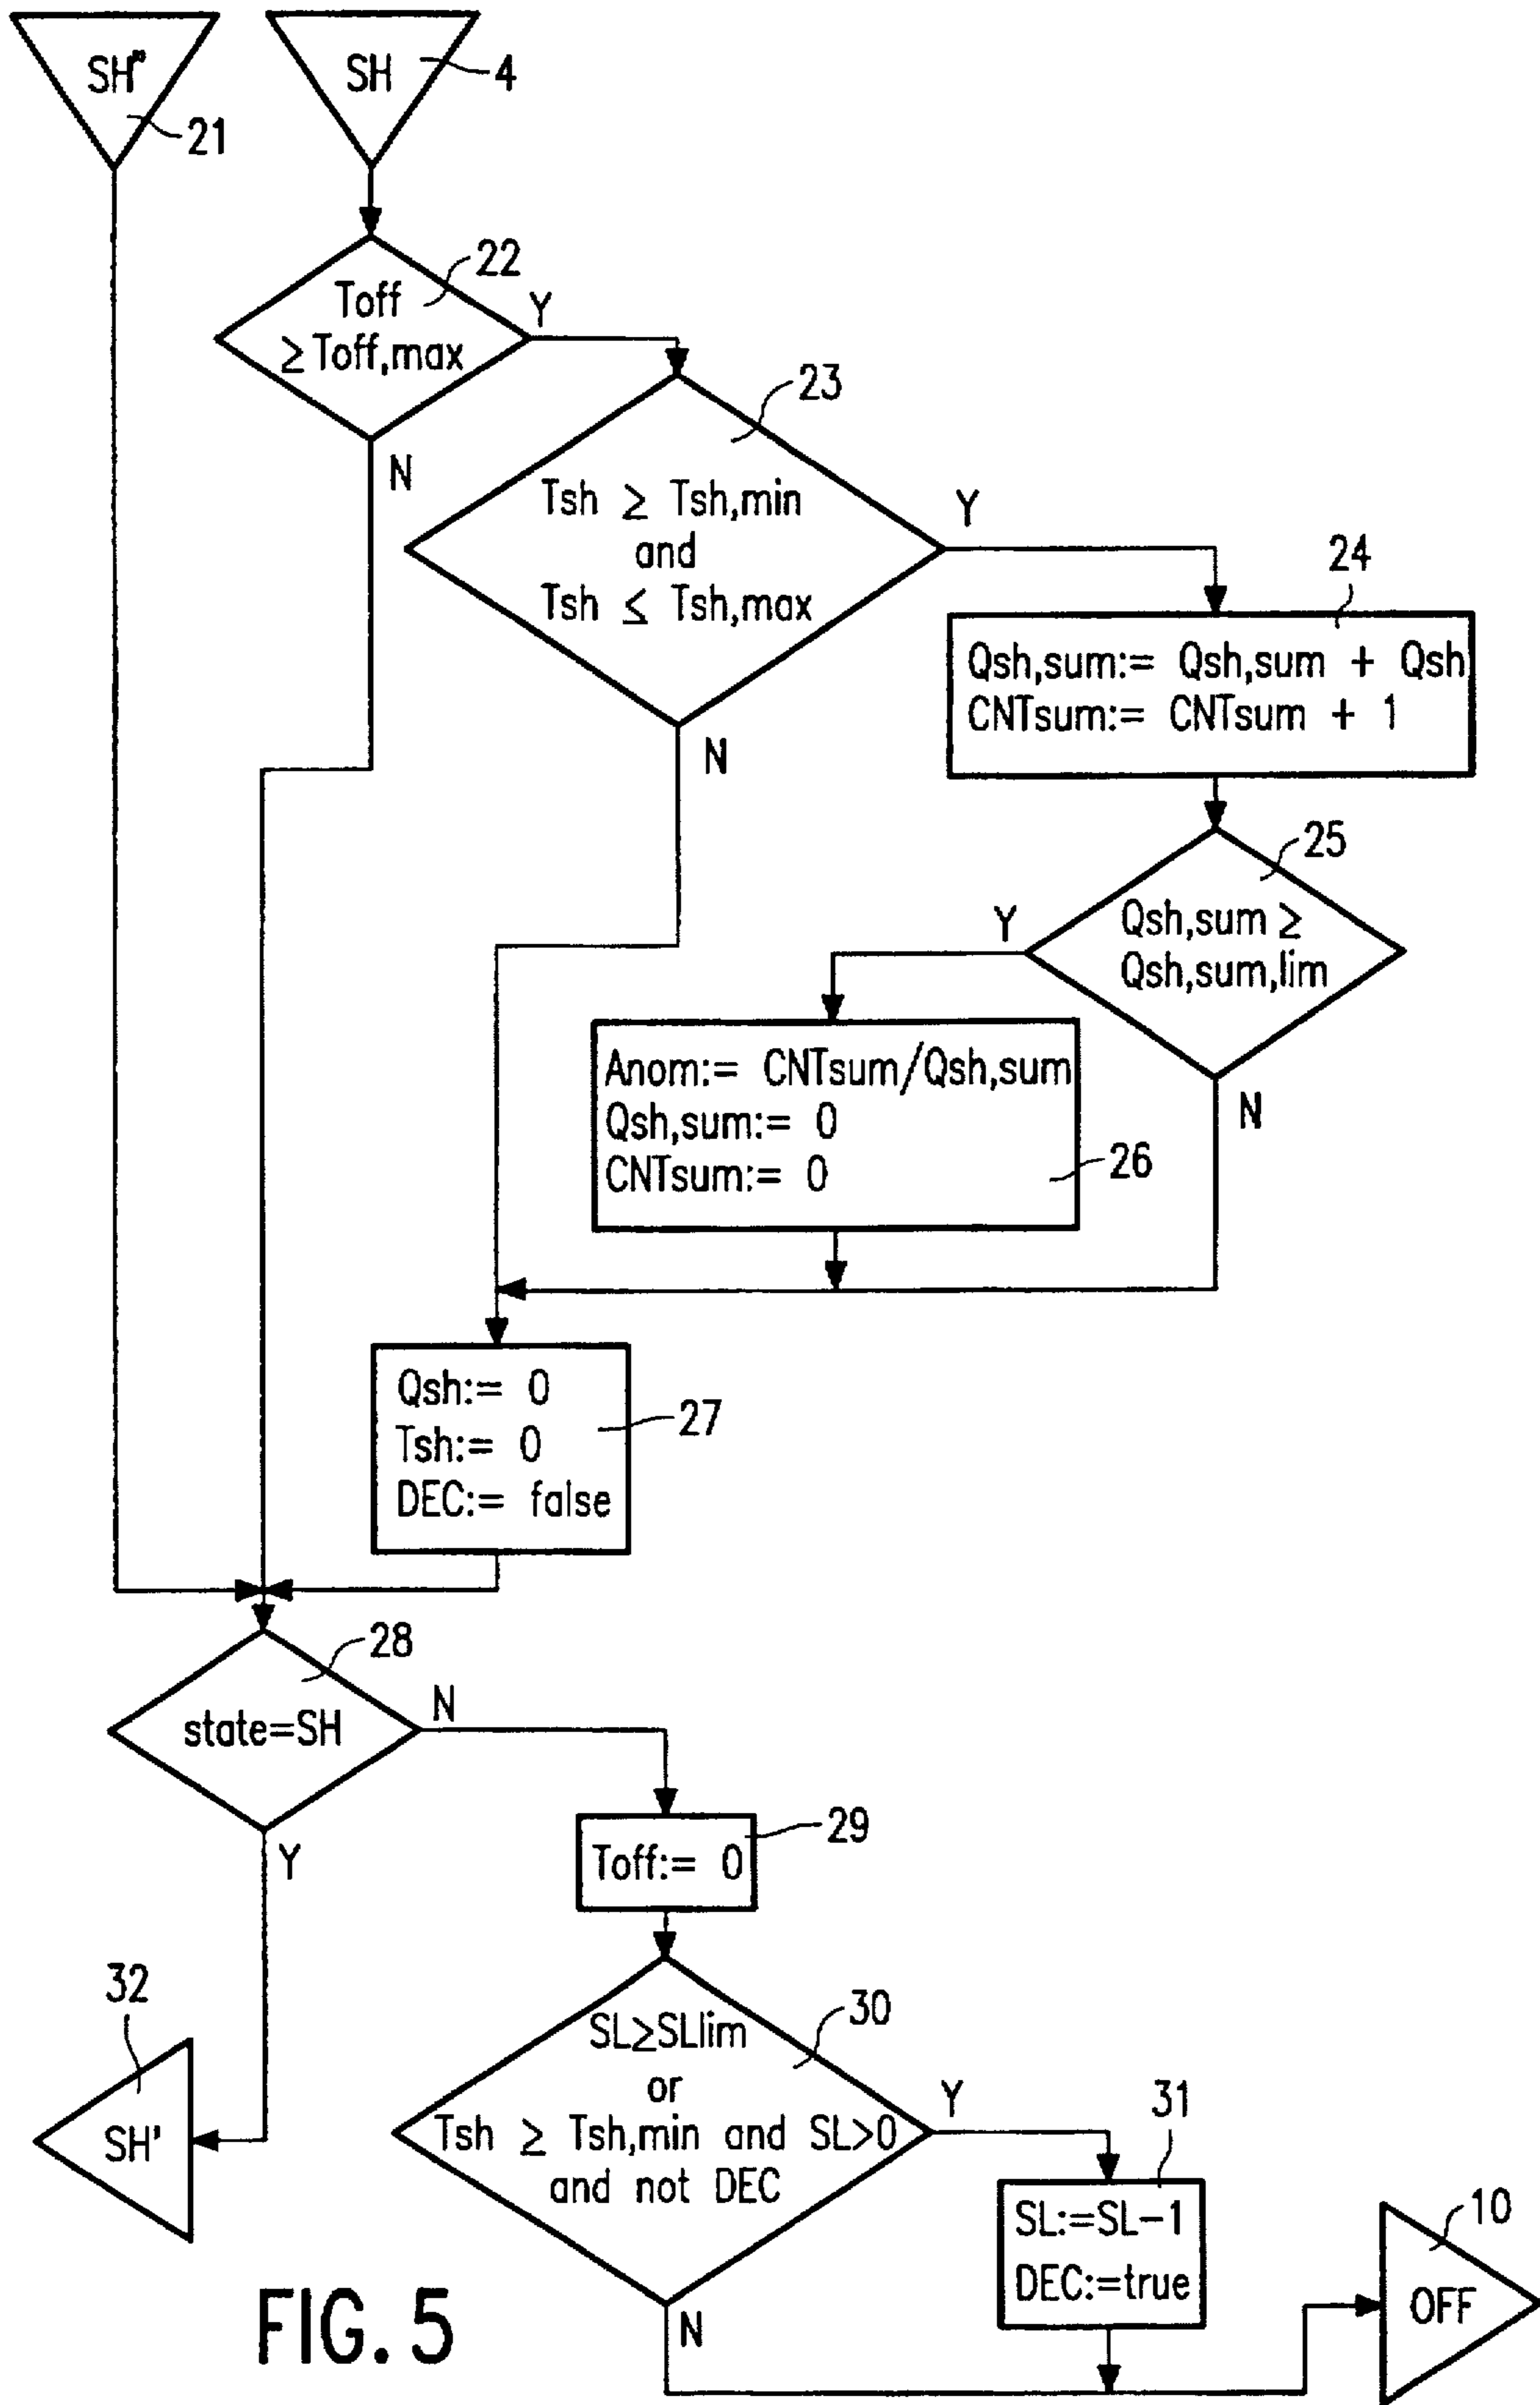 SH"
21
SH
4
22
Toff
≥ Toff,max
Y
N
23
Tsh ≥ Tsh,min
and
Tsh ≤ Tsh,max
Y
N
24
Qsh,sum:= Qsh,sum + Qsh
CNTsum:= CNTsum + 1
25
Qsh,sum ≥
Qsh,sum,lim
Y
N
Anom:= CNTsum/Qsh,sum
Qsh,sum:= 0
CNTsum:= 0
26
Qsh:= 0
Tsh:= 0
DEC:= false
27
28
state=SH
N
Y
29
Toff:= 0
32
SH'
30
SL≥SLlim
or
Tsh ≥ Tsh,min and SL>0
and not DEC
Y
N
31
SL:=SL-1
DEC:=true
10
OFF
FIG. 5